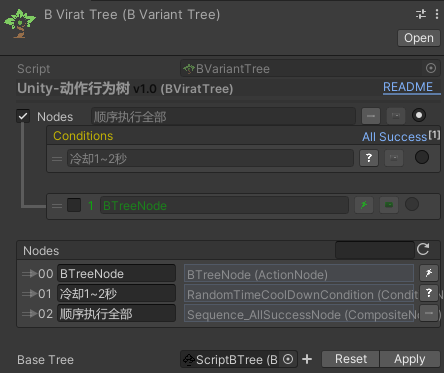 B Virat Tree (B Variant Tree)
Open
Script BVariantTree
Unity-动作行为树 v1.0 (BViratTree) README
Nodes 顺序执行全部
Conditions All Success[1]
冷却1~2秒 ?
1 BTreeNode
Nodes
00 BTreeNode BTreeNode (ActionNode)
01 冷却1~2秒 RandomTimeCoolDownCondition (Condition ?
02 顺序执行全部 Sequence_AllSuccessNode (CompositeNo
Base Tree ScriptBTree (B + Reset Apply